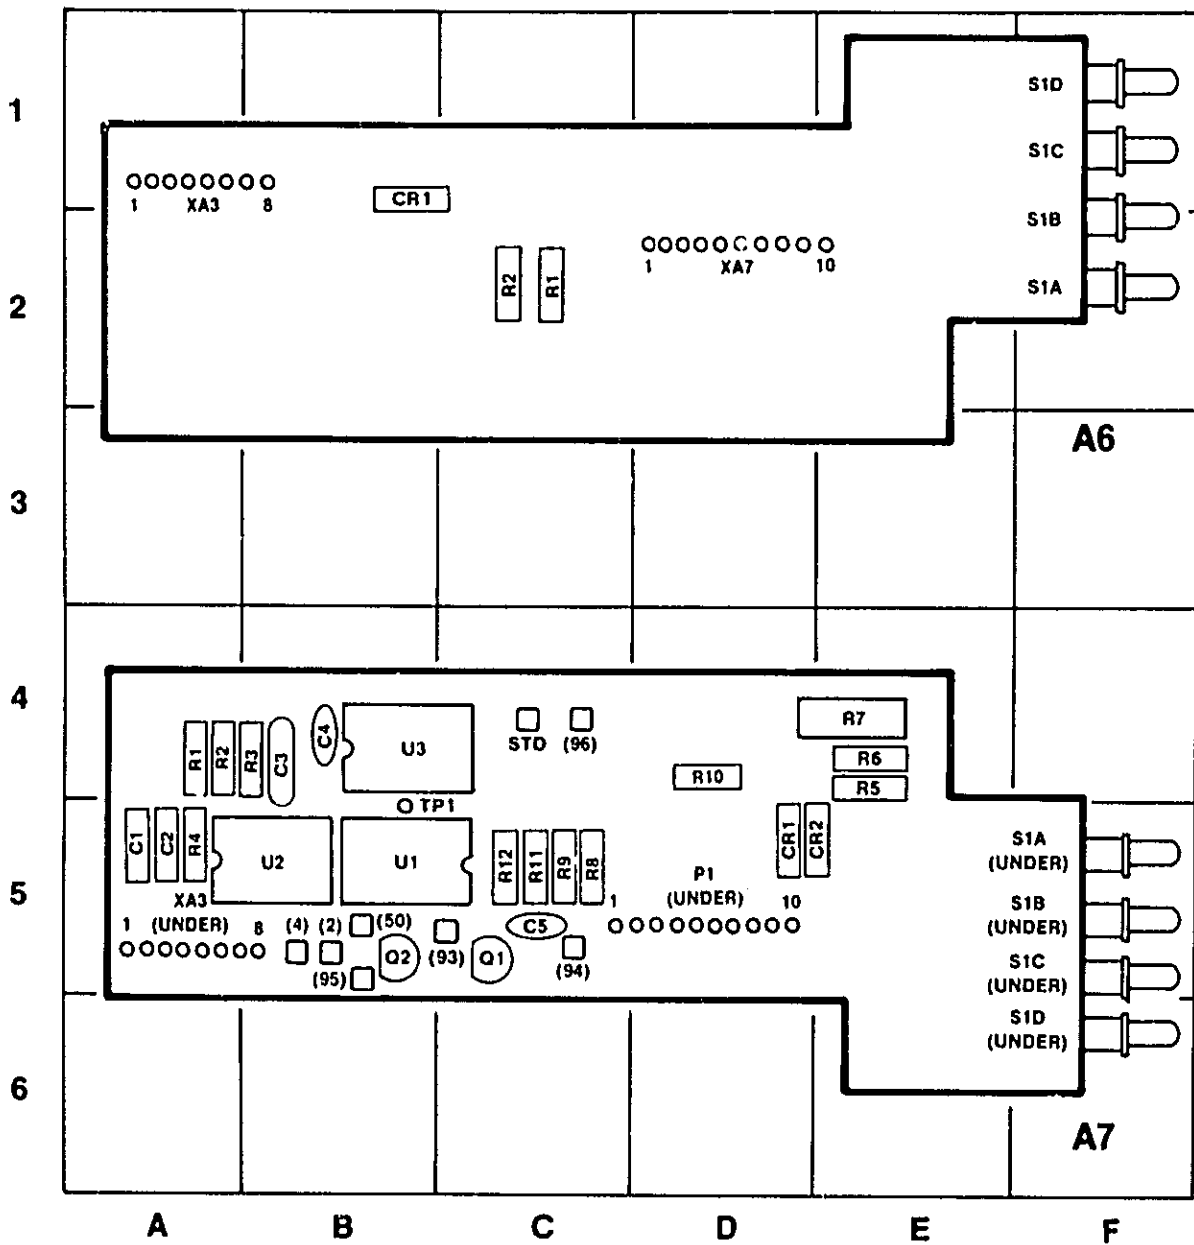 S1D
1
S1C
1 XA3 8
CR1
S1B
1 XA7 10
R2 R1
S1A
2
A6
3
4
R1 R2 R3 C3 C4
U3
STD (96)
R7
R6
R10
R5
TP1
C1 C2 R4
U2
U1
R12 R11 R9 R8
CR1 CR2
S1A
(UNDER)
P1
(UNDER)
1 10
5
XA3
(UNDER)
1 8
(4) (2) (50)
C5
S1B
(UNDER)
(95)
Q2
(93)
Q1
(94)
S1C
(UNDER)
S1D
(UNDER)
6
A7
A B C D E F